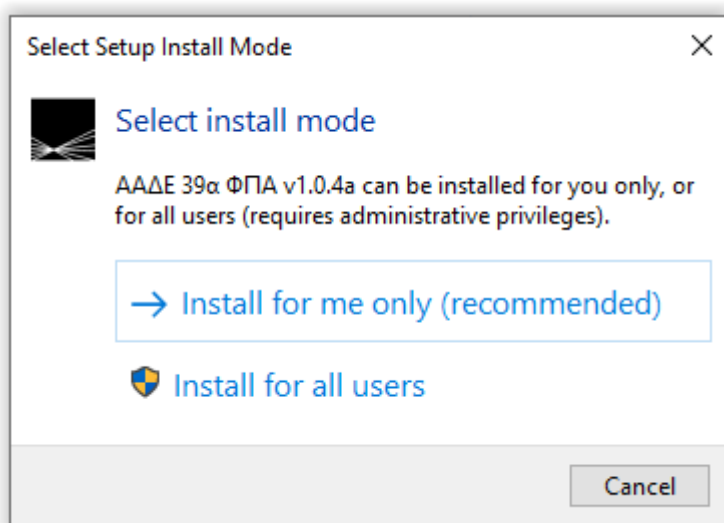 Select Setup Install Mode
Select install mode
ΑΑΔΕ 39α ΦΠΑ v1.0.4a can be installed for you only, or
for all users (requires administrative privileges).
Install for me only (recommended)
Install for all users
Cancel